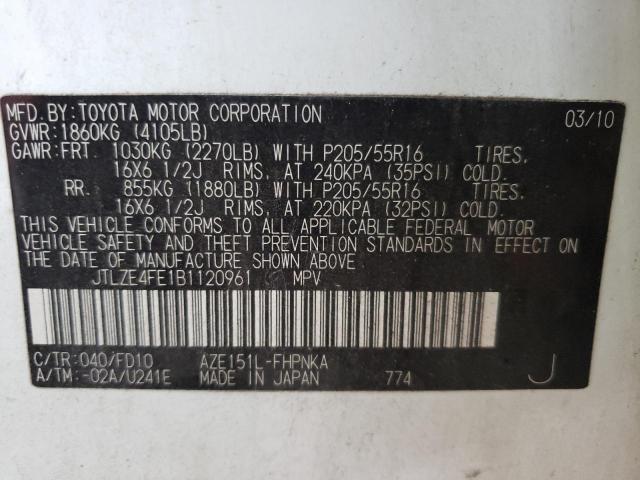 MFD.BY:TOYOTA MOTOR CORPORATION 03/10
GVWR:1860KG (4105LB)
GAWR:FRT 1030KG (2270LB) WITH P205/55R16 TIRES,
16X6 1/2J RIMS, AT 240KPA (35PSI) COLD.
RR. 855KG (1880LB) WITH P205/55R16 TIRES,
16X6 1/2J RIMS, AT 220KPA (32PSI) COLD.
THIS VEHICLE CONFORMS TO ALL APPLICABLE FEDERAL MOTOR
VEHICLE SAFETY AND THEFT PREVENTION STANDARDS IN EFFECT ON
THE DATE OF MANUFACTURE SHOWN ABOVE.
JTLZE4FE1B1120961 MPV
C/TR:040/FD10 AZE151L-FHPNKA
A/TM:-02A/U241E MADE IN JAPAN 774 J